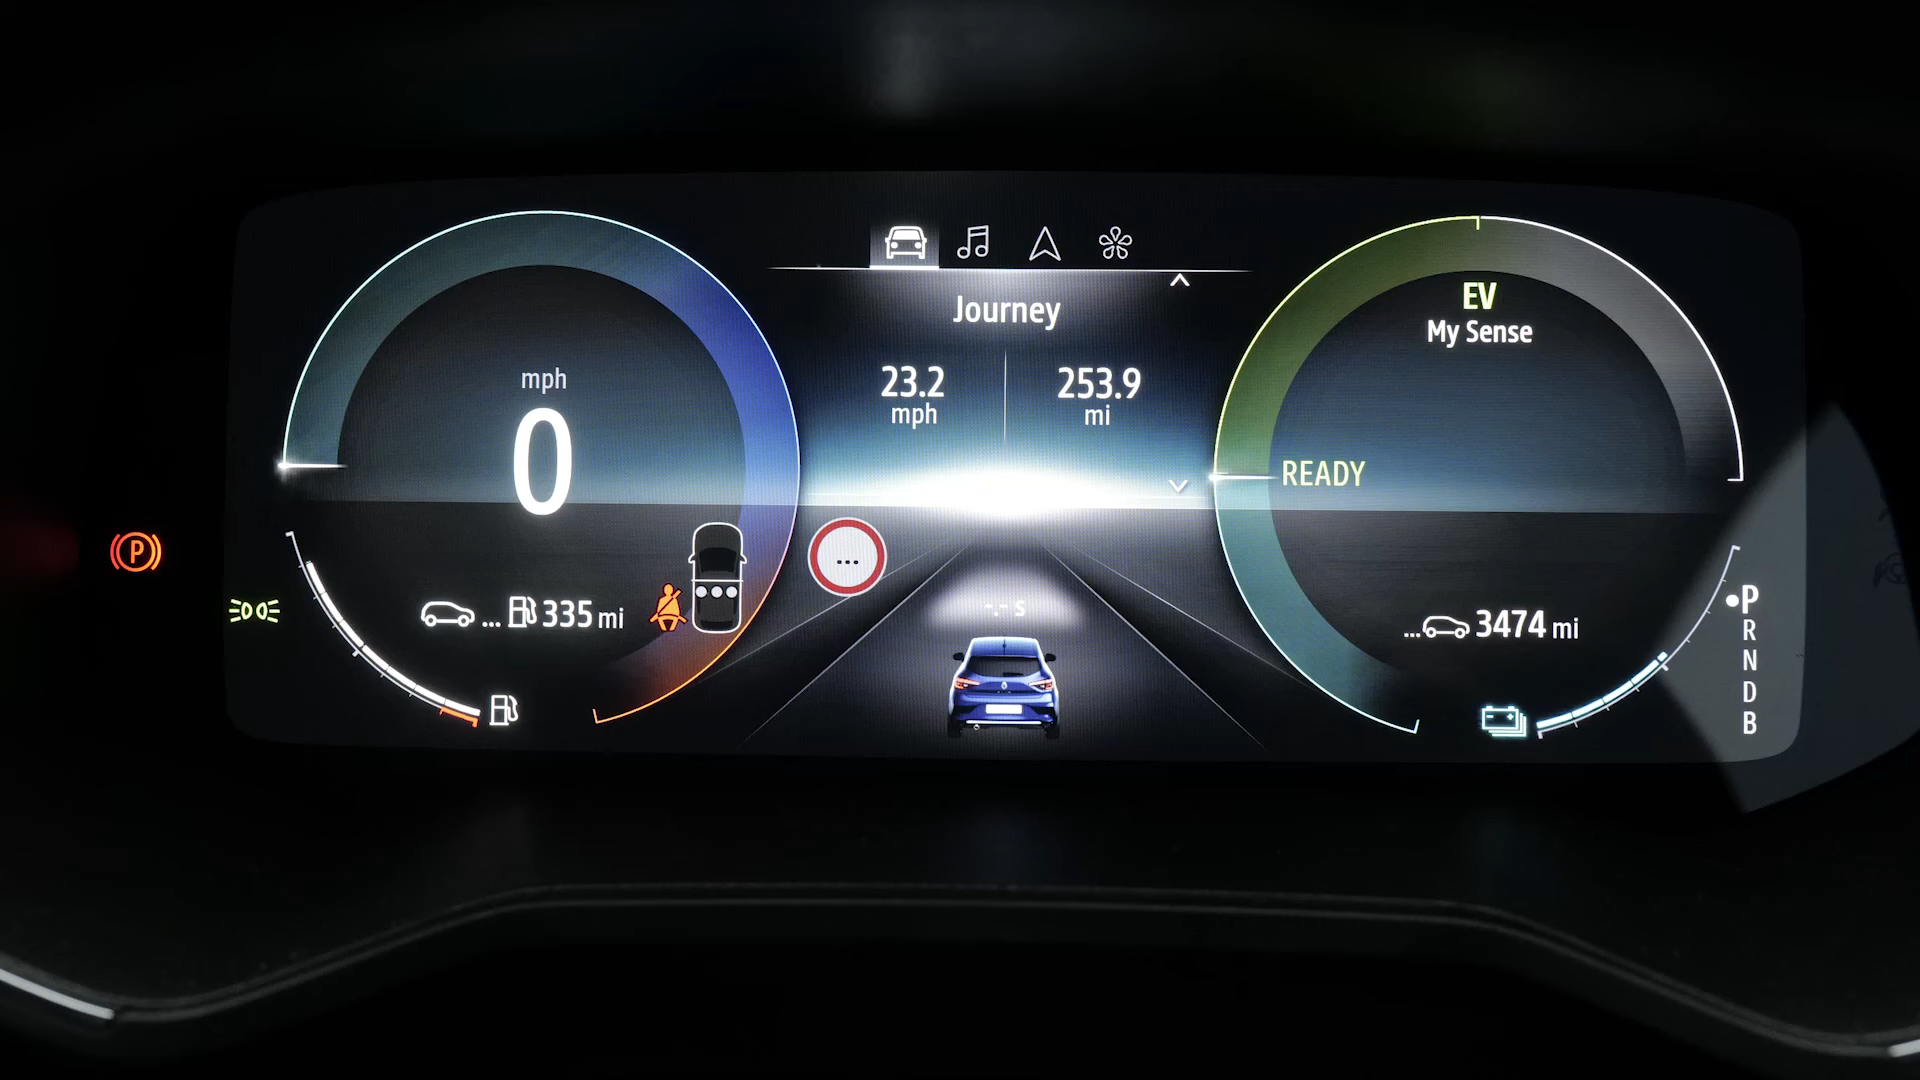 Journey
23.2
mph
253.9
mi
mph
0
EV
My Sense
READY
P
...
-.- s
... 335 mi
... 3474 mi
P
R
N
D
B